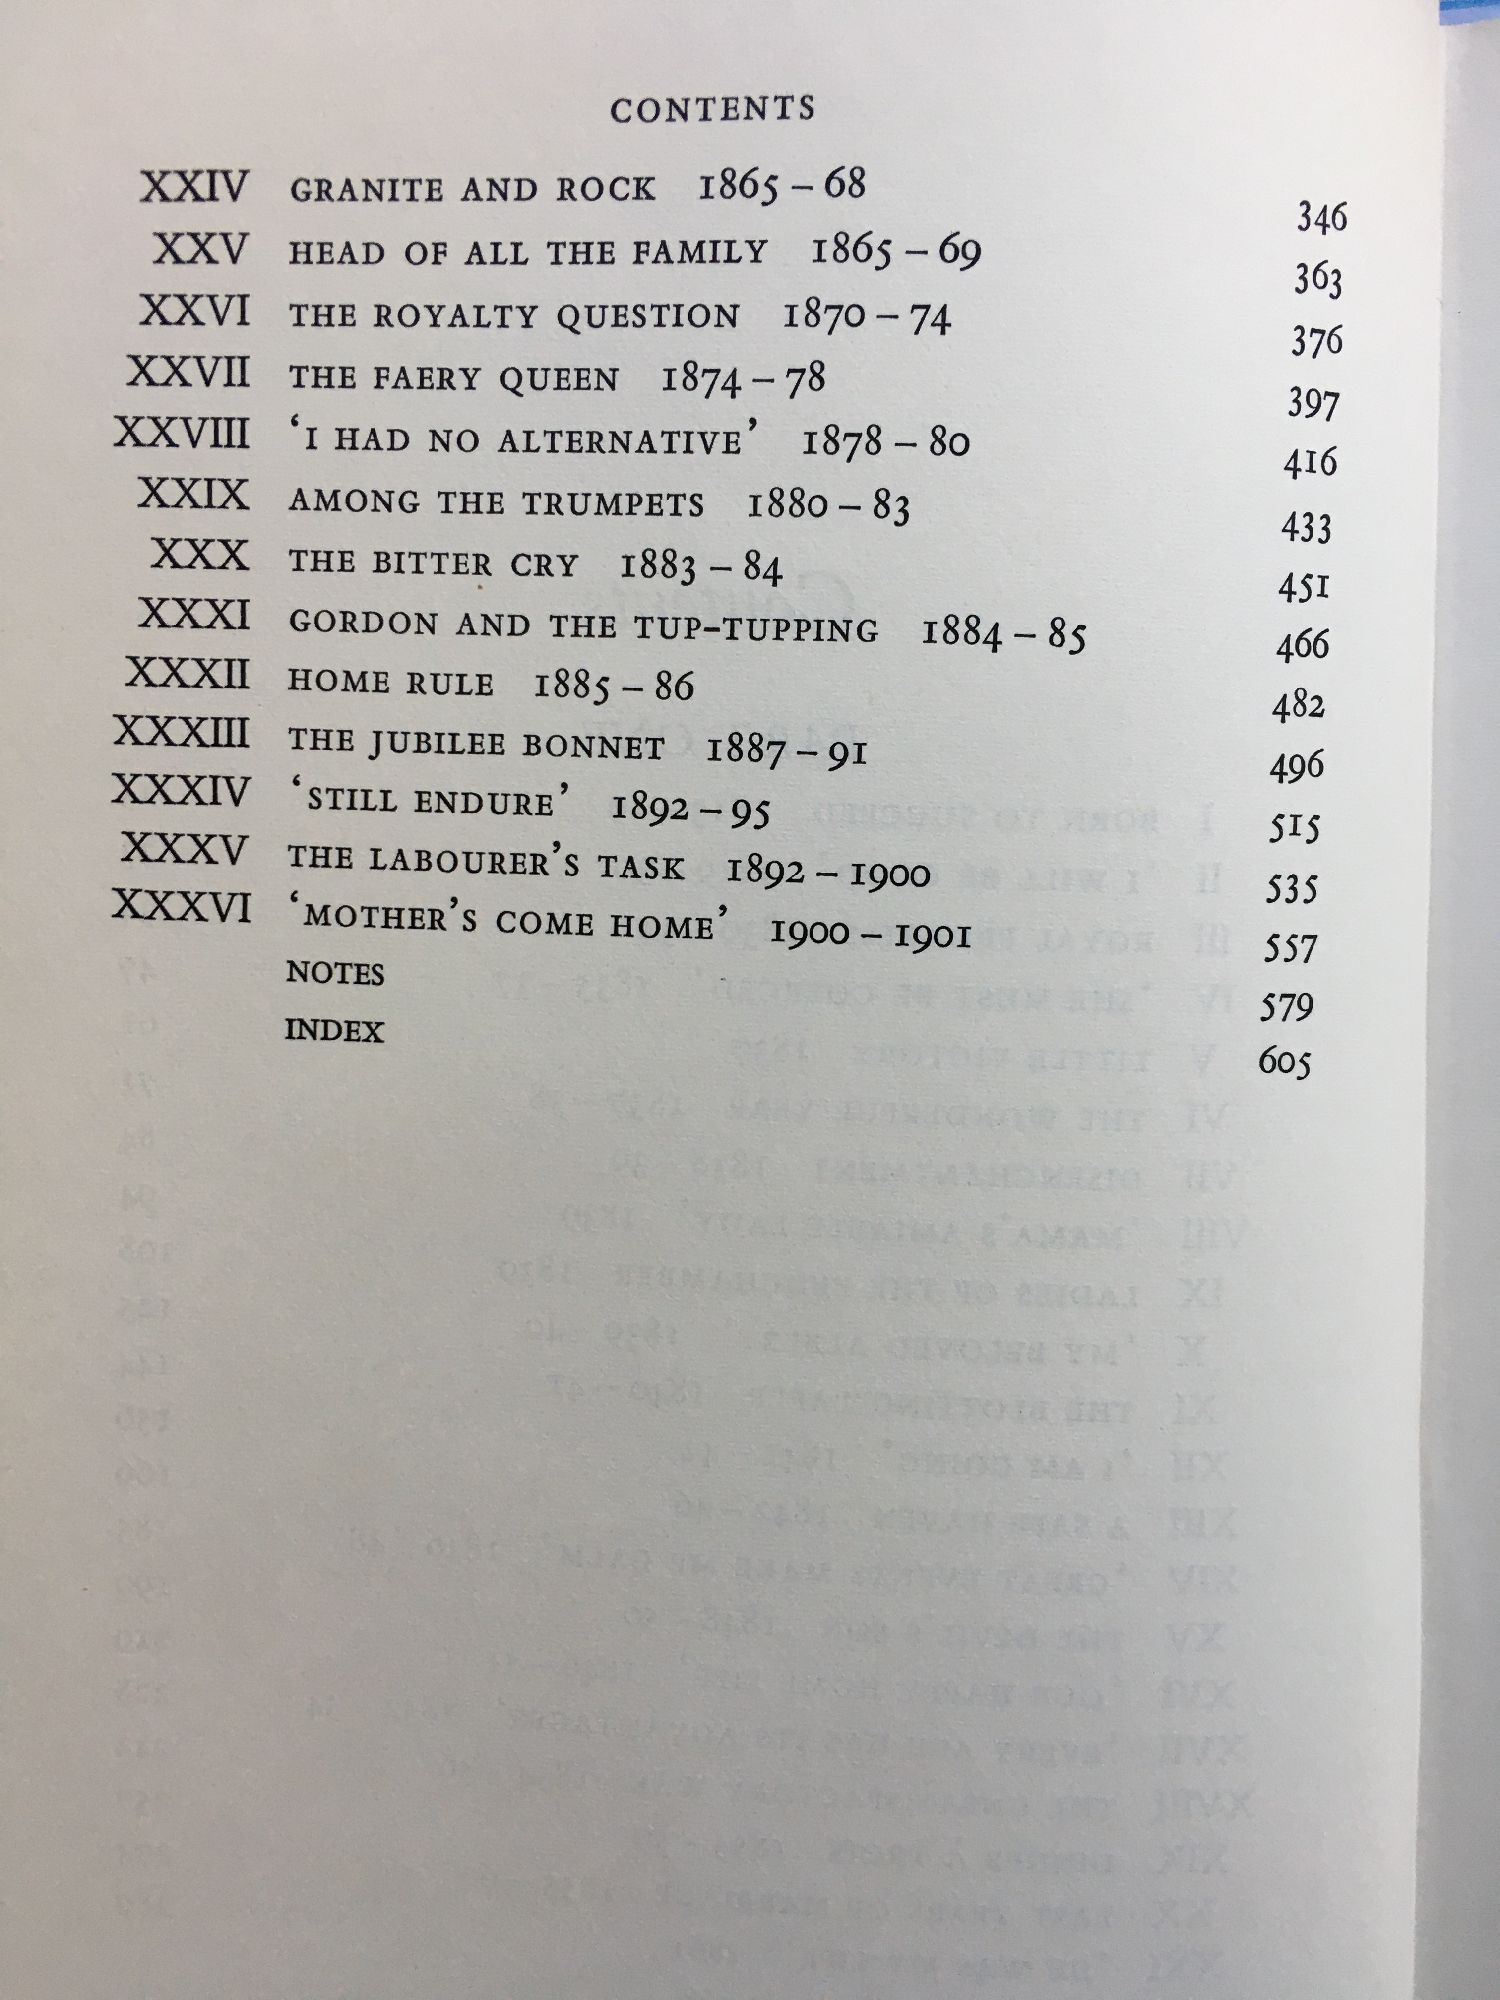 CONTENTS
XXIV GRANITE AND ROCK 1865 – 68 346
XXV HEAD OF ALL THE FAMILY 1865 – 69 363
XXVI THE ROYALTY QUESTION 1870 – 74 376
XXVII THE FAERY QUEEN 1874 – 78 397
XXVIII ‘I HAD NO ALTERNATIVE’ 1878 – 80 416
XXIX AMONG THE TRUMPETS 1880 – 83 433
XXX THE BITTER CRY 1883 – 84 451
XXXI GORDON AND THE TUP-TUPPING 1884 – 85 466
XXXII HOME RULE 1885 – 86 482
XXXIII THE JUBILEE BONNET 1887 – 91 496
XXXIV ‘STILL ENDURE’ 1892 – 95 515
XXXV THE LABOURER’S TASK 1892 – 1900 535
XXXVI ‘MOTHER’S COME HOME’ 1900 – 1901 557
NOTES 579
INDEX 605